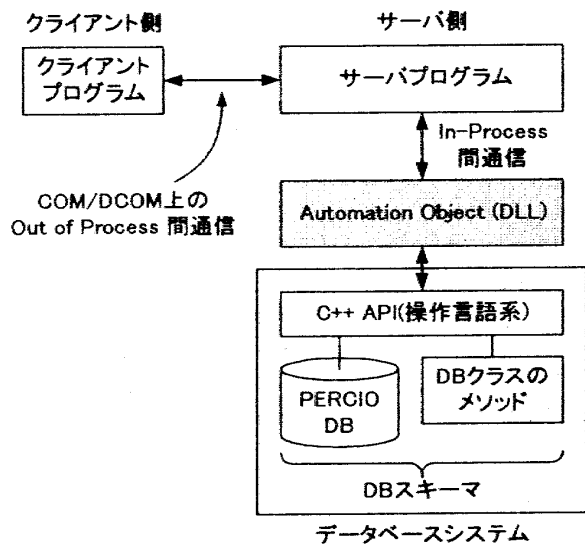 クライアント側
サーバ側
クライアント
プログラム
サーバプログラム
In-Process
間通信
COM/DCOM上の
Out of Process 間通信
Automation Object (DLL)
C++ API(操作言語系)
PERCIO
DB
DBクラスの
メソッド
DBスキーマ
データベースシステム